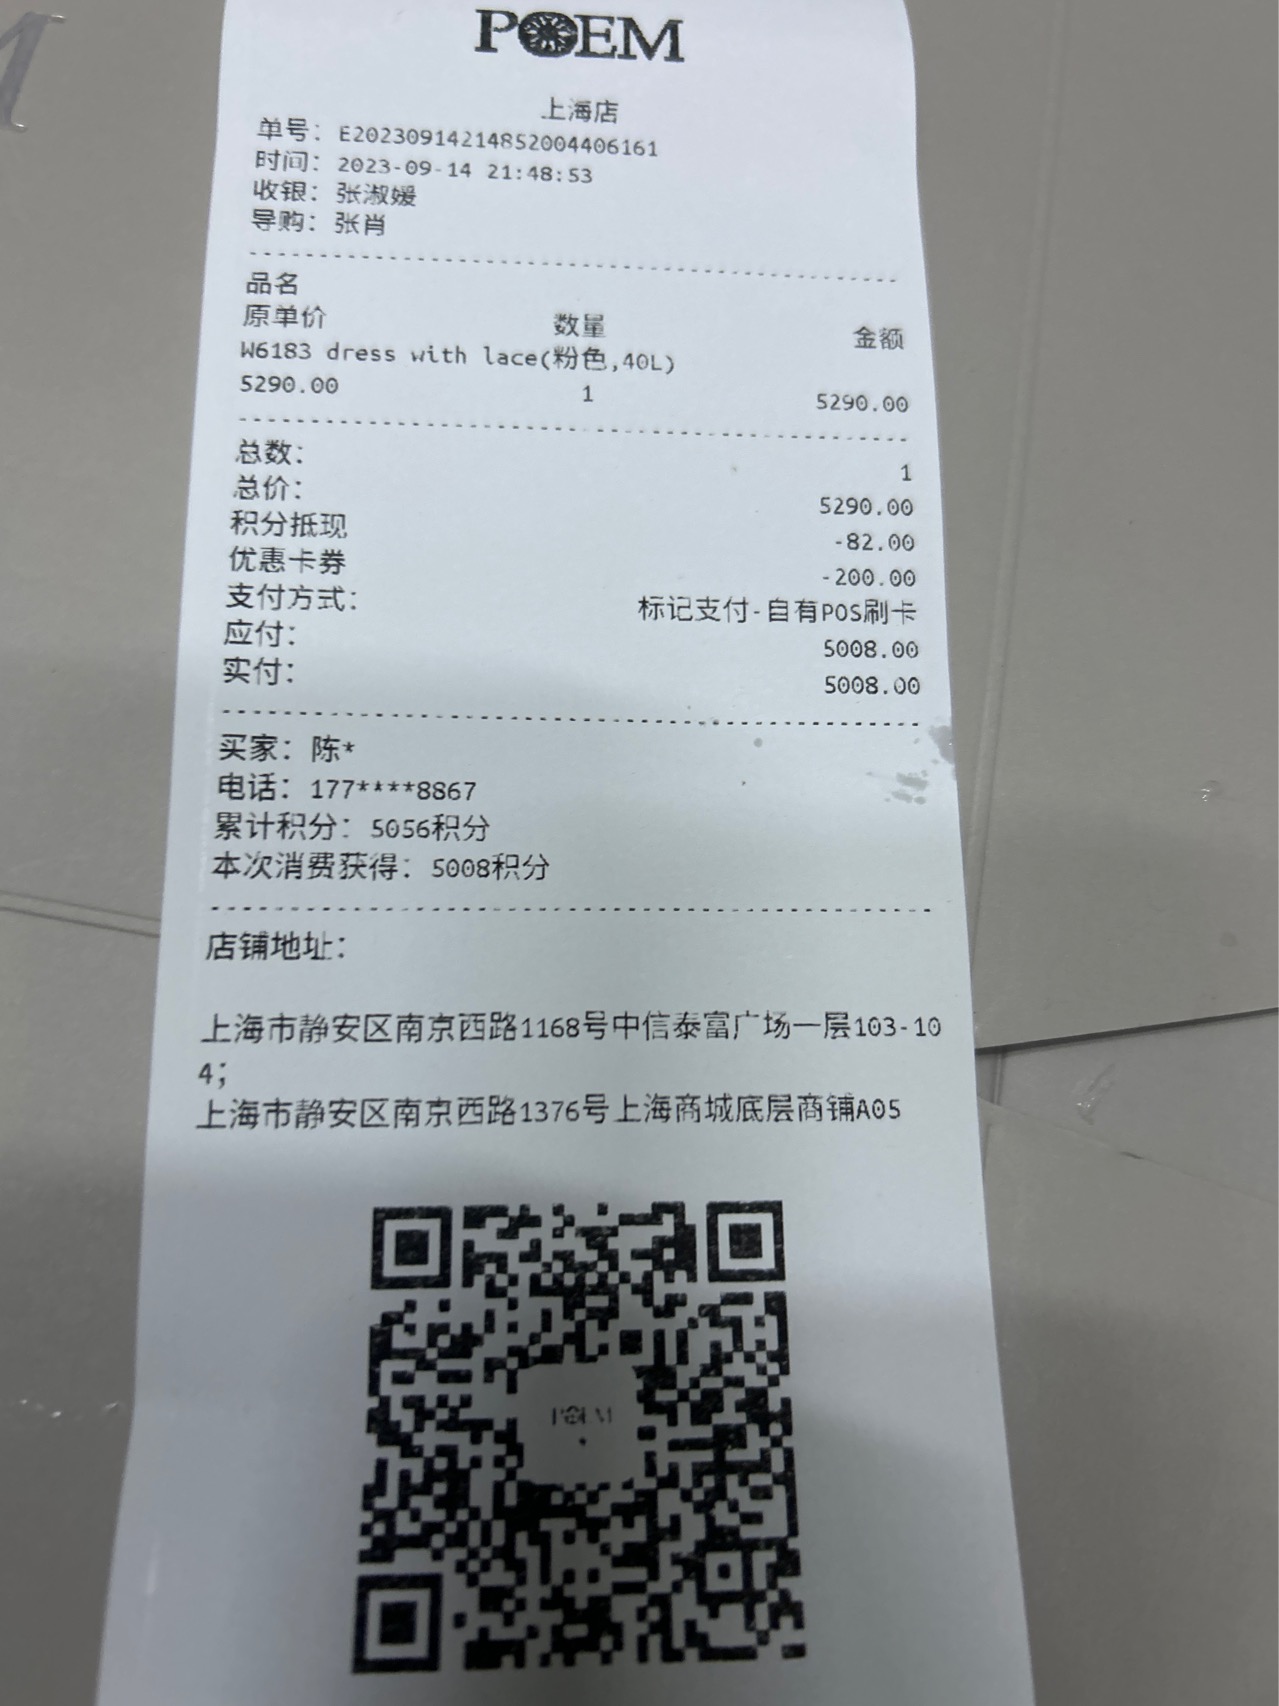 POEM
上海店
单号: E20230914214852004406161
时间: 2023-09-14 21:48:53
收银: 张淑媛
导购: 张肖
品名
原单价 数量 金额
W6183 dress with lace(粉色,40L)
5290.00 1 5290.00
总数: 1
总价: 5290.00
积分抵现 -82.00
优惠卡券 -200.00
支付方式: 标记支付-自有POS刷卡
应付: 5008.00
实付: 5008.00
买家: 陈*
电话: 177****8867
累计积分: 5056积分
本次消费获得: 5008积分
店铺地址:
上海市静安区南京西路1168号中信泰富广场一层103-10
4;
上海市静安区南京西路1376号上海商城底层商铺A05
POEM
M